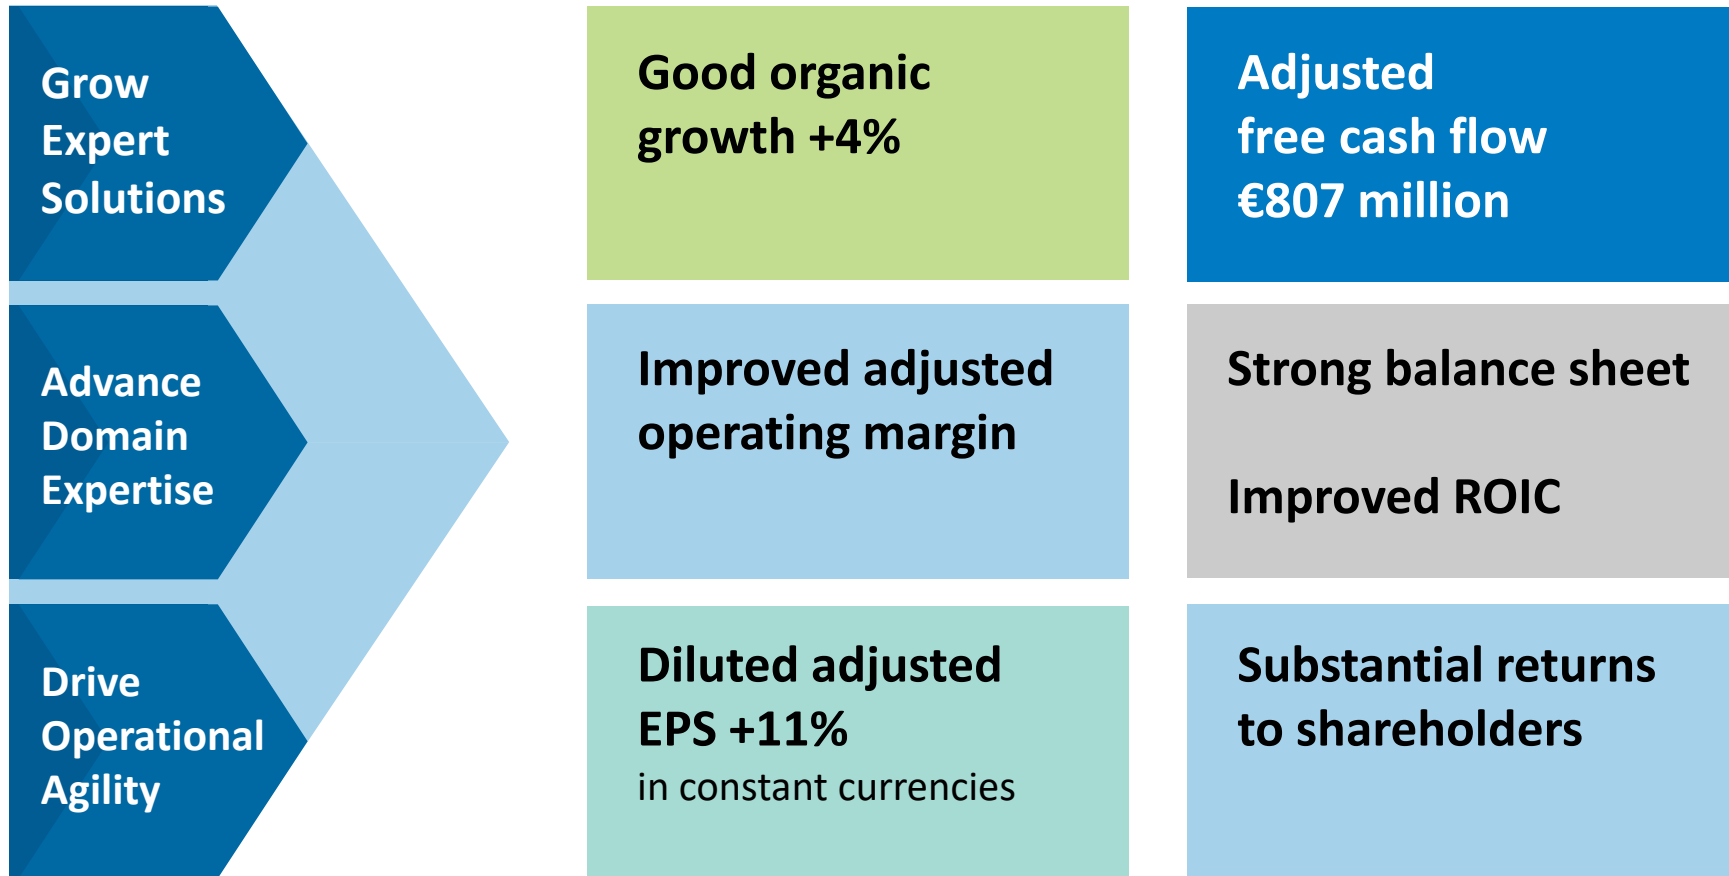 Grow
Expert
Solutions
Advance
Domain
Expertise
Drive
Operational
Agility
Good organic
growth +4%
Improved adjusted
operating margin
Diluted adjusted
EPS +11%
in constant currencies
Adjusted
free cash flow
€807 million
Strong balance sheet
Improved ROIC
Substantial returns
to shareholders